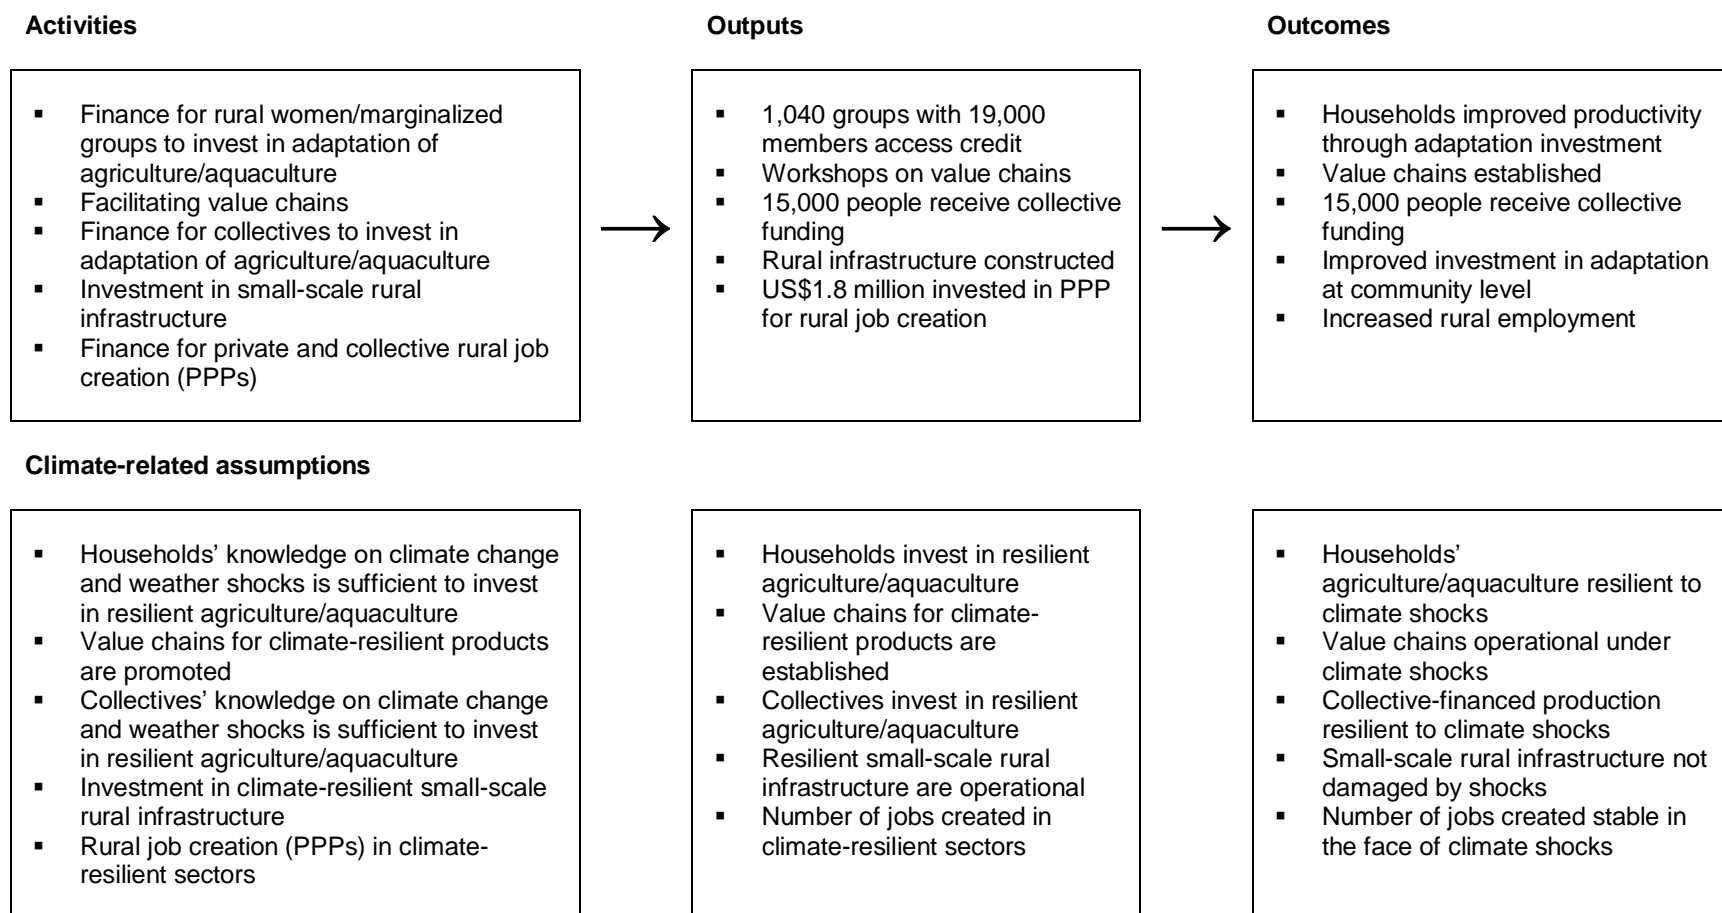 Activities
Outputs
Outcomes
▪ Finance for rural women/marginalized
groups to invest in adaptation of
agriculture/aquaculture
▪ Facilitating value chains
▪ Finance for collectives to invest in
adaptation of agriculture/aquaculture
▪ Investment in small-scale rural
infrastructure
▪ Finance for private and collective rural job
creation (PPPs)
▪ 1,040 groups with 19,000
members access credit
▪ Workshops on value chains
▪ 15,000 people receive collective
funding
▪ Rural infrastructure constructed
▪ US$1.8 million invested in PPP
for rural job creation
▪ Households improved productivity
through adaptation investment
▪ Value chains established
▪ 15,000 people receive collective
funding
▪ Improved investment in adaptation
at community level
▪ Increased rural employment
Climate-related assumptions
▪ Households’ knowledge on climate change
and weather shocks is sufficient to invest
in resilient agriculture/aquaculture
▪ Value chains for climate-resilient products
are promoted
▪ Collectives’ knowledge on climate change
and weather shocks is sufficient to invest
in resilient agriculture/aquaculture
▪ Investment in climate-resilient small-scale
rural infrastructure
▪ Rural job creation (PPPs) in climate-
resilient sectors
▪ Households invest in resilient
agriculture/aquaculture
▪ Value chains for climate-
resilient products are
established
▪ Collectives invest in resilient
agriculture/aquaculture
▪ Resilient small-scale rural
infrastructure are operational
▪ Number of jobs created in
climate-resilient sectors
▪ Households’
agriculture/aquaculture resilient to
climate shocks
▪ Value chains operational under
climate shocks
▪ Collective-financed production
resilient to climate shocks
▪ Small-scale rural infrastructure not
damaged by shocks
▪ Number of jobs created stable in
the face of climate shocks